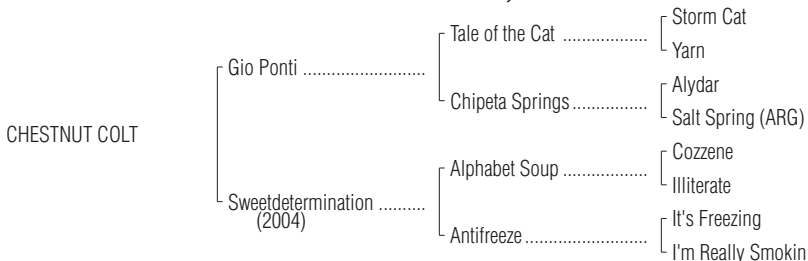 Storm Cat
Tale of the Cat ..................
Yarn
Gio Ponti ..........................
Alydar
Chipeta Springs................
Salt Spring (ARG)
CHESTNUT COLT
Cozzene
Alphabet Soup ..................
Illiterate
Sweetdetermination ..........
(2004)
It's Freezing
Antifreeze..........................
I'm Really Smokin